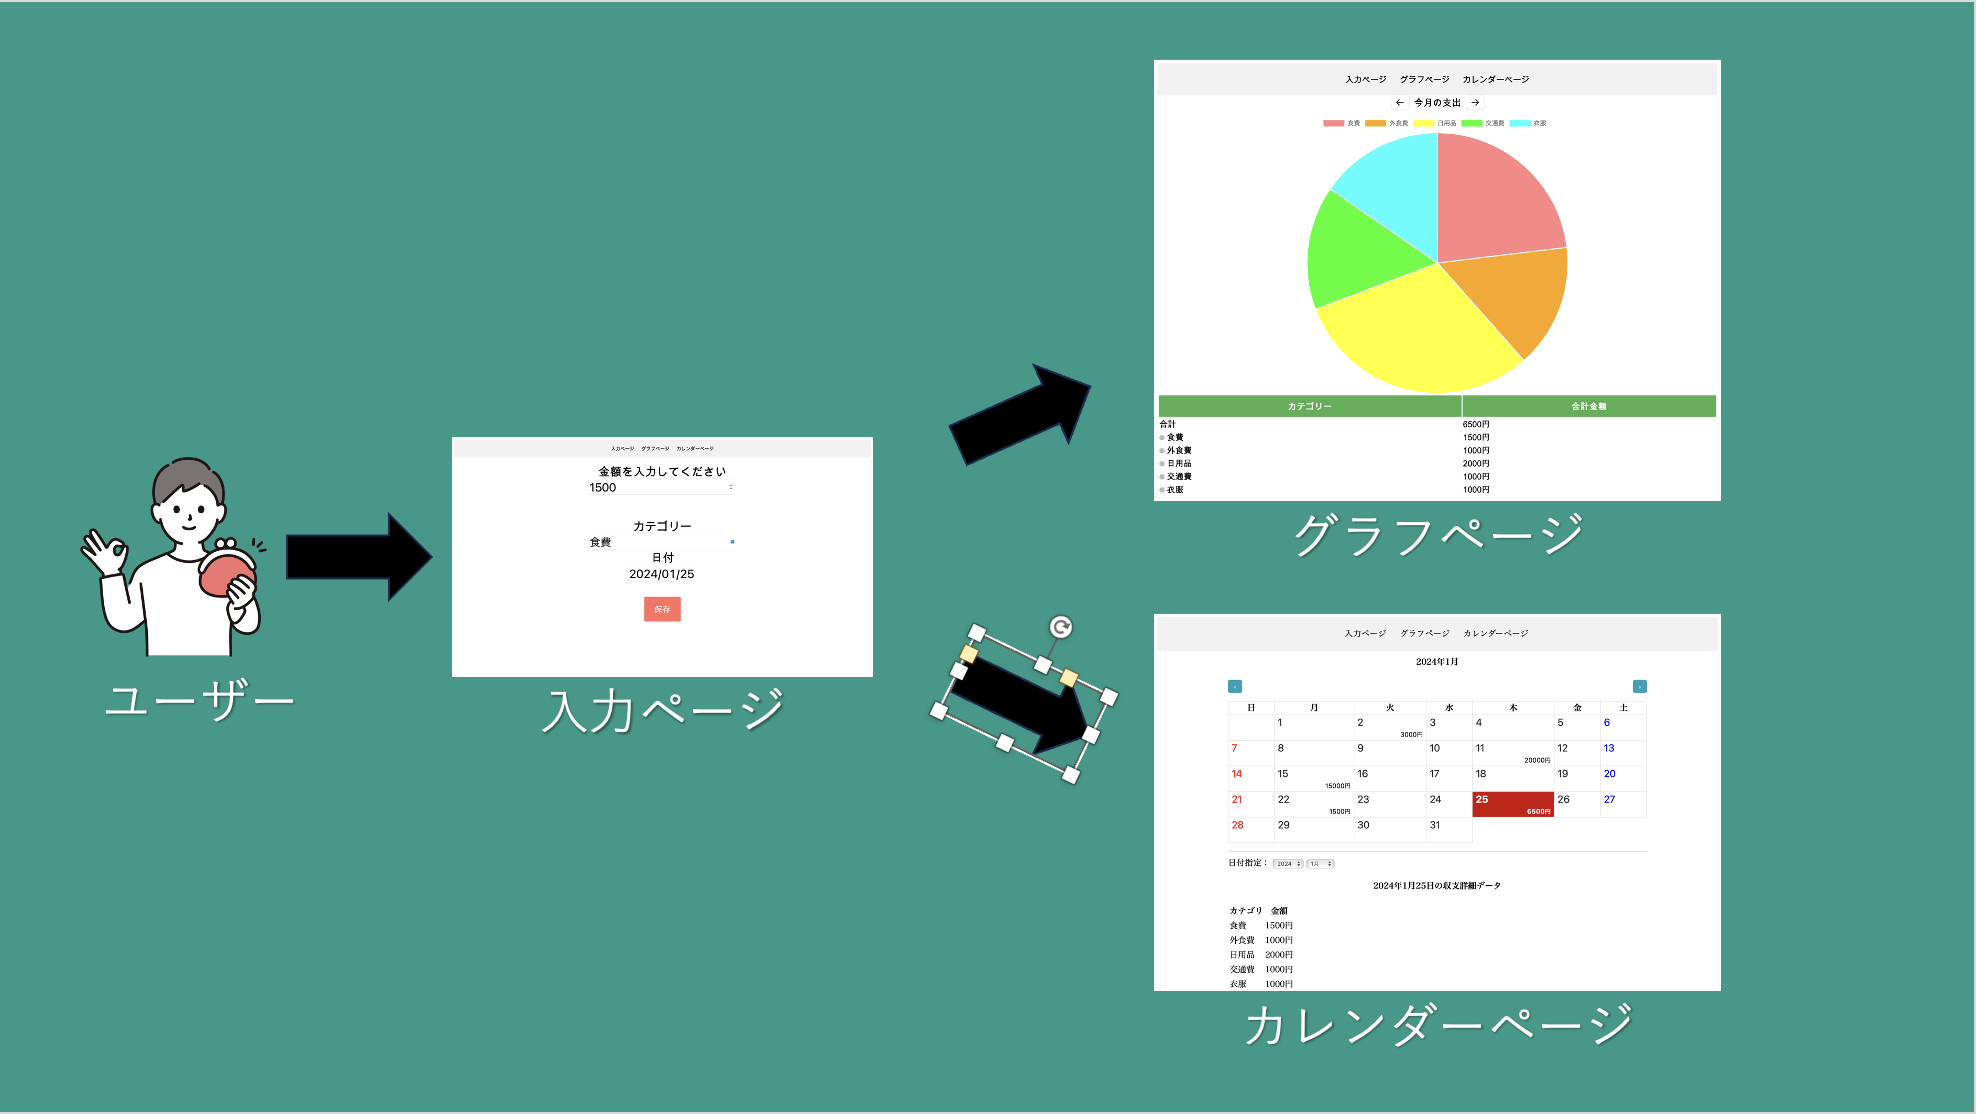 ユーザー
入力ページ グラフページ カレンダーページ
金額を入力してください
1500
カテゴリー
食費
日付
2024/01/25
保存
入力ページ
入力ページ グラフページ カレンダーページ
← 今月の支出 →
食費 外食費 日用品 交通費 衣服
カテゴリー 合計金額
合計 6500円
食費 1500円
外食費 1000円
日用品 2000円
交通費 1000円
衣服 1000円
グラフページ
入力ページ グラフページ カレンダーページ
2024年1月
日 月 火 水 木 金 土
1 2 3 4 5 6
3000円
7 8 9 10 11 12 13
20000円
14 15 16 17 18 19 20
15000円
21 22 23 24 25 26 27
1500円 6500円
28 29 30 31
日付指定： 2024 1月
2024年1月25日の収支詳細データ
カテゴリ 金額
食費 1500円
外食費 1000円
日用品 2000円
交通費 1000円
衣服 1000円
カレンダーページ